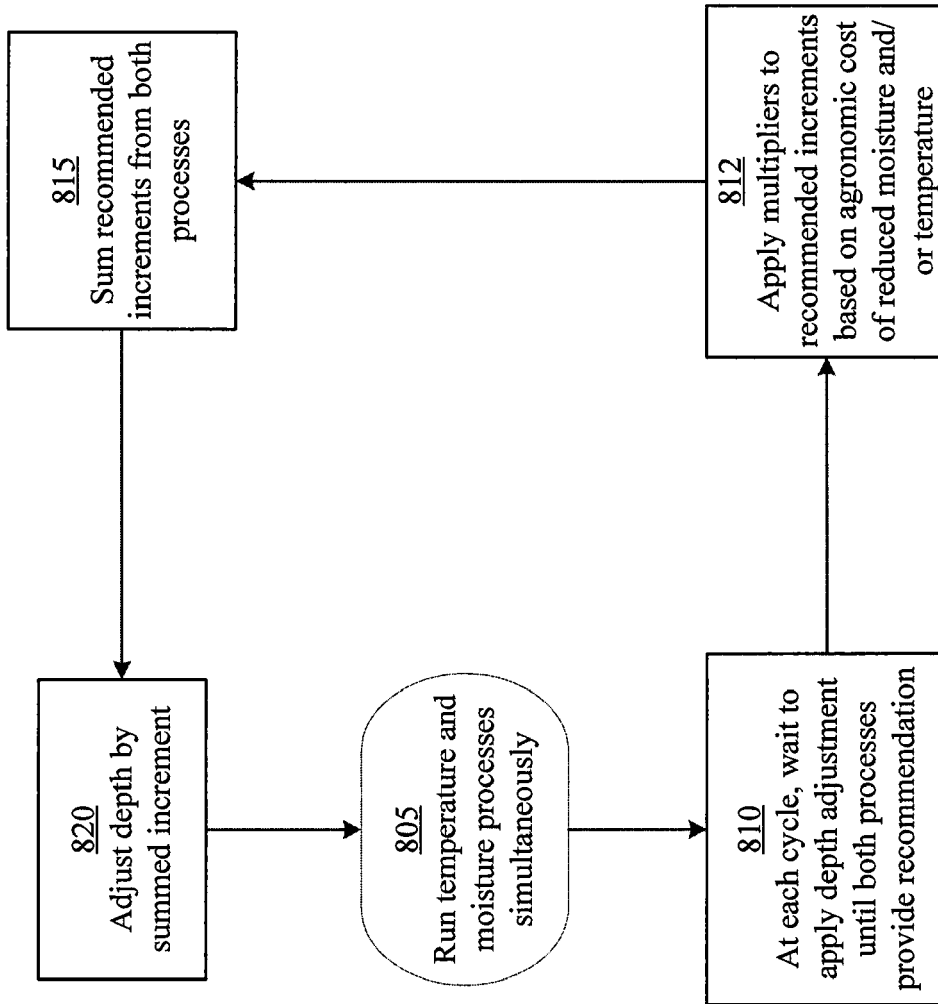 820
Adjust depth by
summed increment
805
Run temperature and
moisture processes
simultaneously
810
At each cycle, wait to
apply depth adjustment
until both processes
provide recommendation
815
Sum recommended
increments from both
processes
812
Apply multipliers to
recommended increments
based on agronomic cost
of reduced moisture and/
or temperature